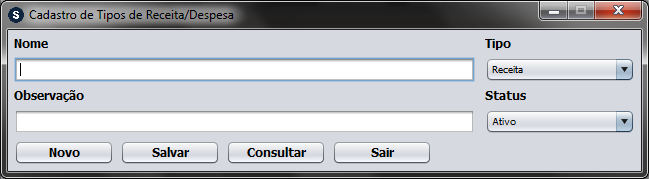 S Cadastro de Tipos de Receita/Despesa
Nome Tipo
Receita
Observação Status
Ativo
Novo Salvar Consultar Sair